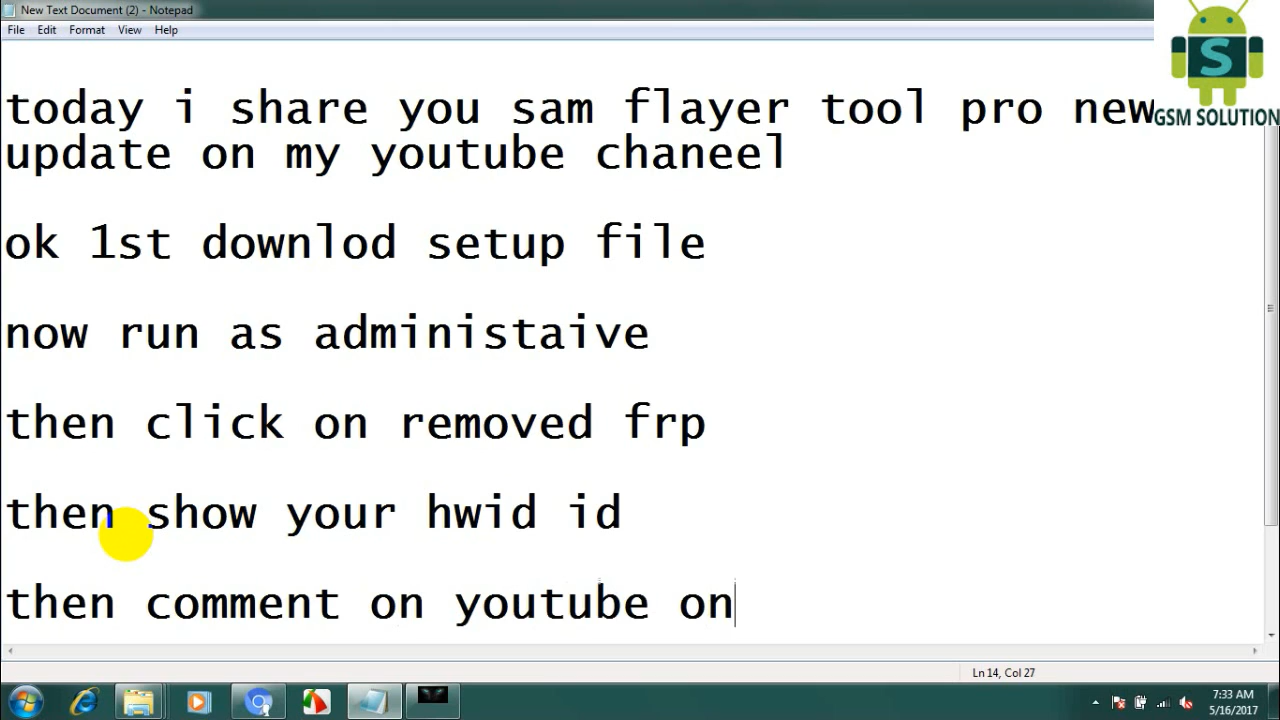 New Text Document (2) - Notepad
File Edit Format View Help
today i share you sam flayer tool pro new
update on my youtube chaneel
ok 1st downlod setup file
now run as administaive
then click on removed frp
then show your hwid id
then comment on youtube on
S
GSM SOLUTION
Ln 14, Col 27
7:33 AM
5/16/2017